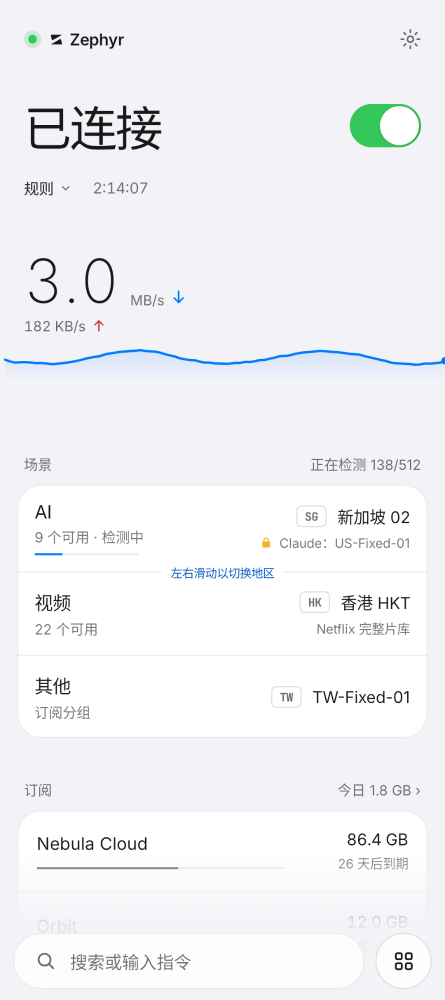 Zephyr
已连接
规则 2:14:07
3.0 MB/s ↓
182 KB/s ↑
场景 正在检测 138/512
AI SG 新加坡 02
9 个可用 · 检测中 Claude：US-Fixed-01
左右滑动以切换地区
视频 HK 香港 HKT
22 个可用 Netflix 完整片库
其他 TW TW-Fixed-01
订阅分组
订阅 今日 1.8 GB ›
Nebula Cloud 86.4 GB
26 天后到期
Orbit 12.0 GB
搜索或输入指令